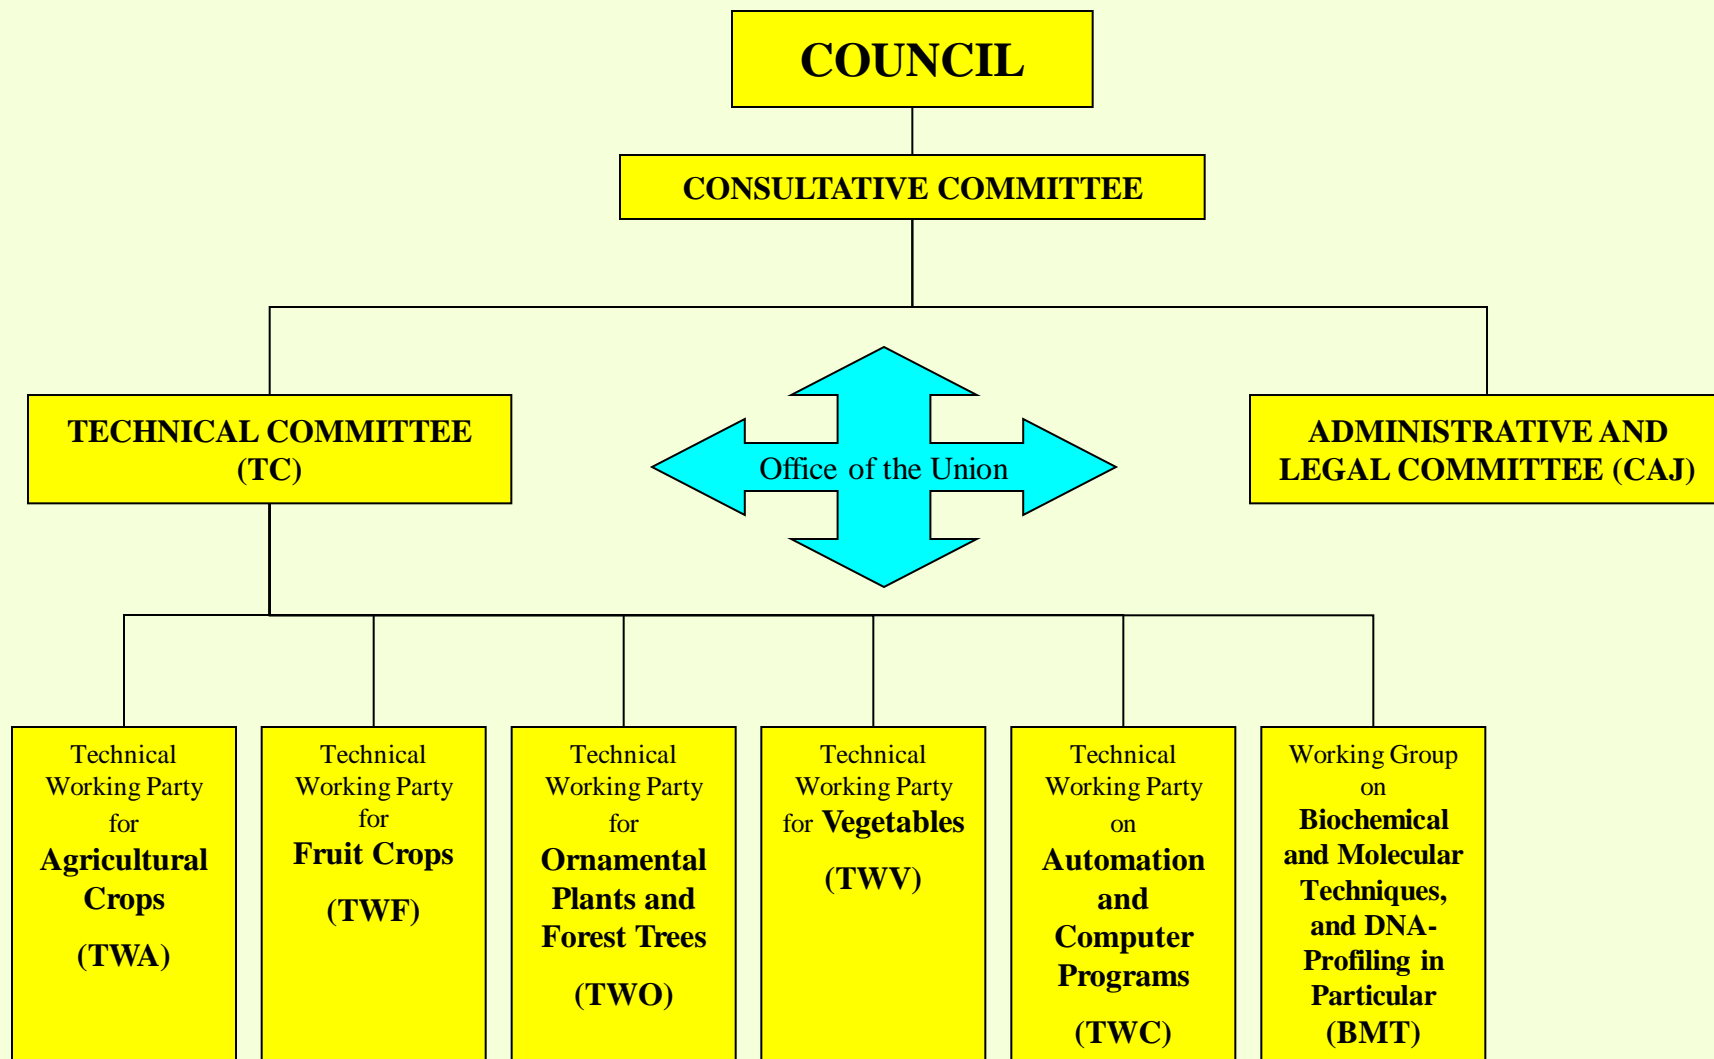 COUNCIL
CONSULTATIVE COMMITTEE
TECHNICAL COMMITTEE
(TC)
Office of the Union
ADMINISTRATIVE AND
LEGAL COMMITTEE (CAJ)
Technical
Working Party
for
Agricultural
Crops
(TWA)
Technical
Working Party
for
Fruit Crops
(TWF)
Technical
Working Party
for
Ornamental
Plants and
Forest Trees
(TWO)
Technical
Working Party
for Vegetables
(TWV)
Technical
Working Party
on
Automation
and
Computer
Programs
(TWC)
Working Group
on
Biochemical
and Molecular
Techniques,
and DNA-
Profiling in
Particular
(BMT)